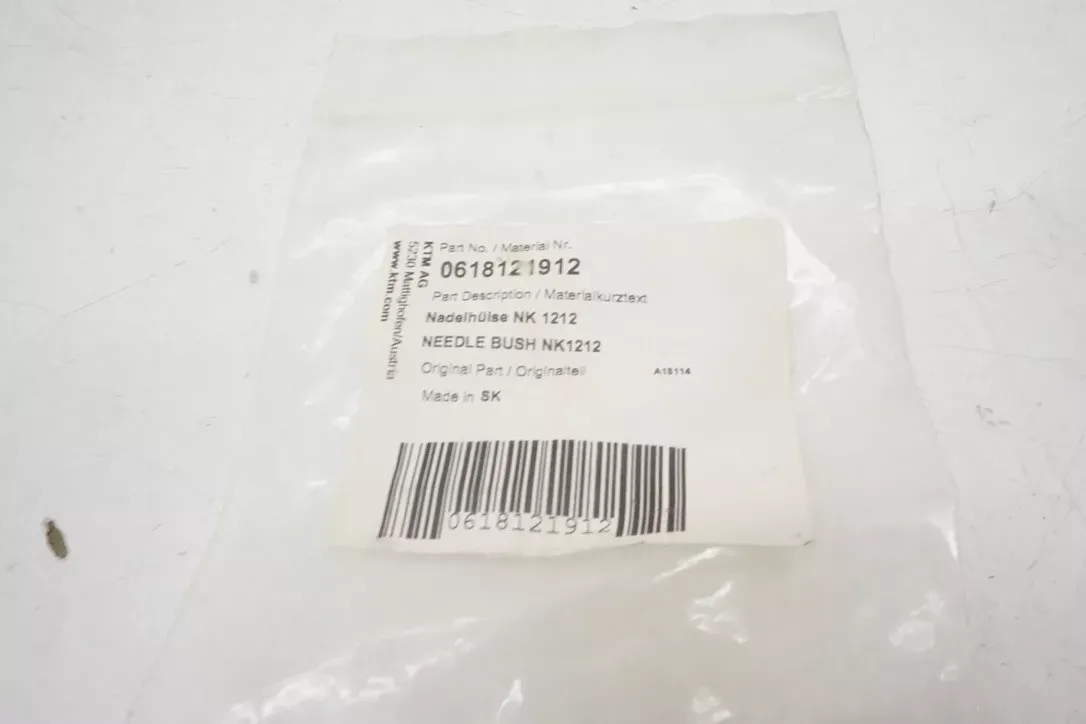 KTM AG
5230 Mattighofen/Austria
www.ktm.com
Part No. / Material Nr.
0618121912
Part Description / Materialkurztext
Nadelhülse NK 1212
NEEDLE BUSH NK1212
Original Part / Originalteil
A18114
Made in SK
0618121912